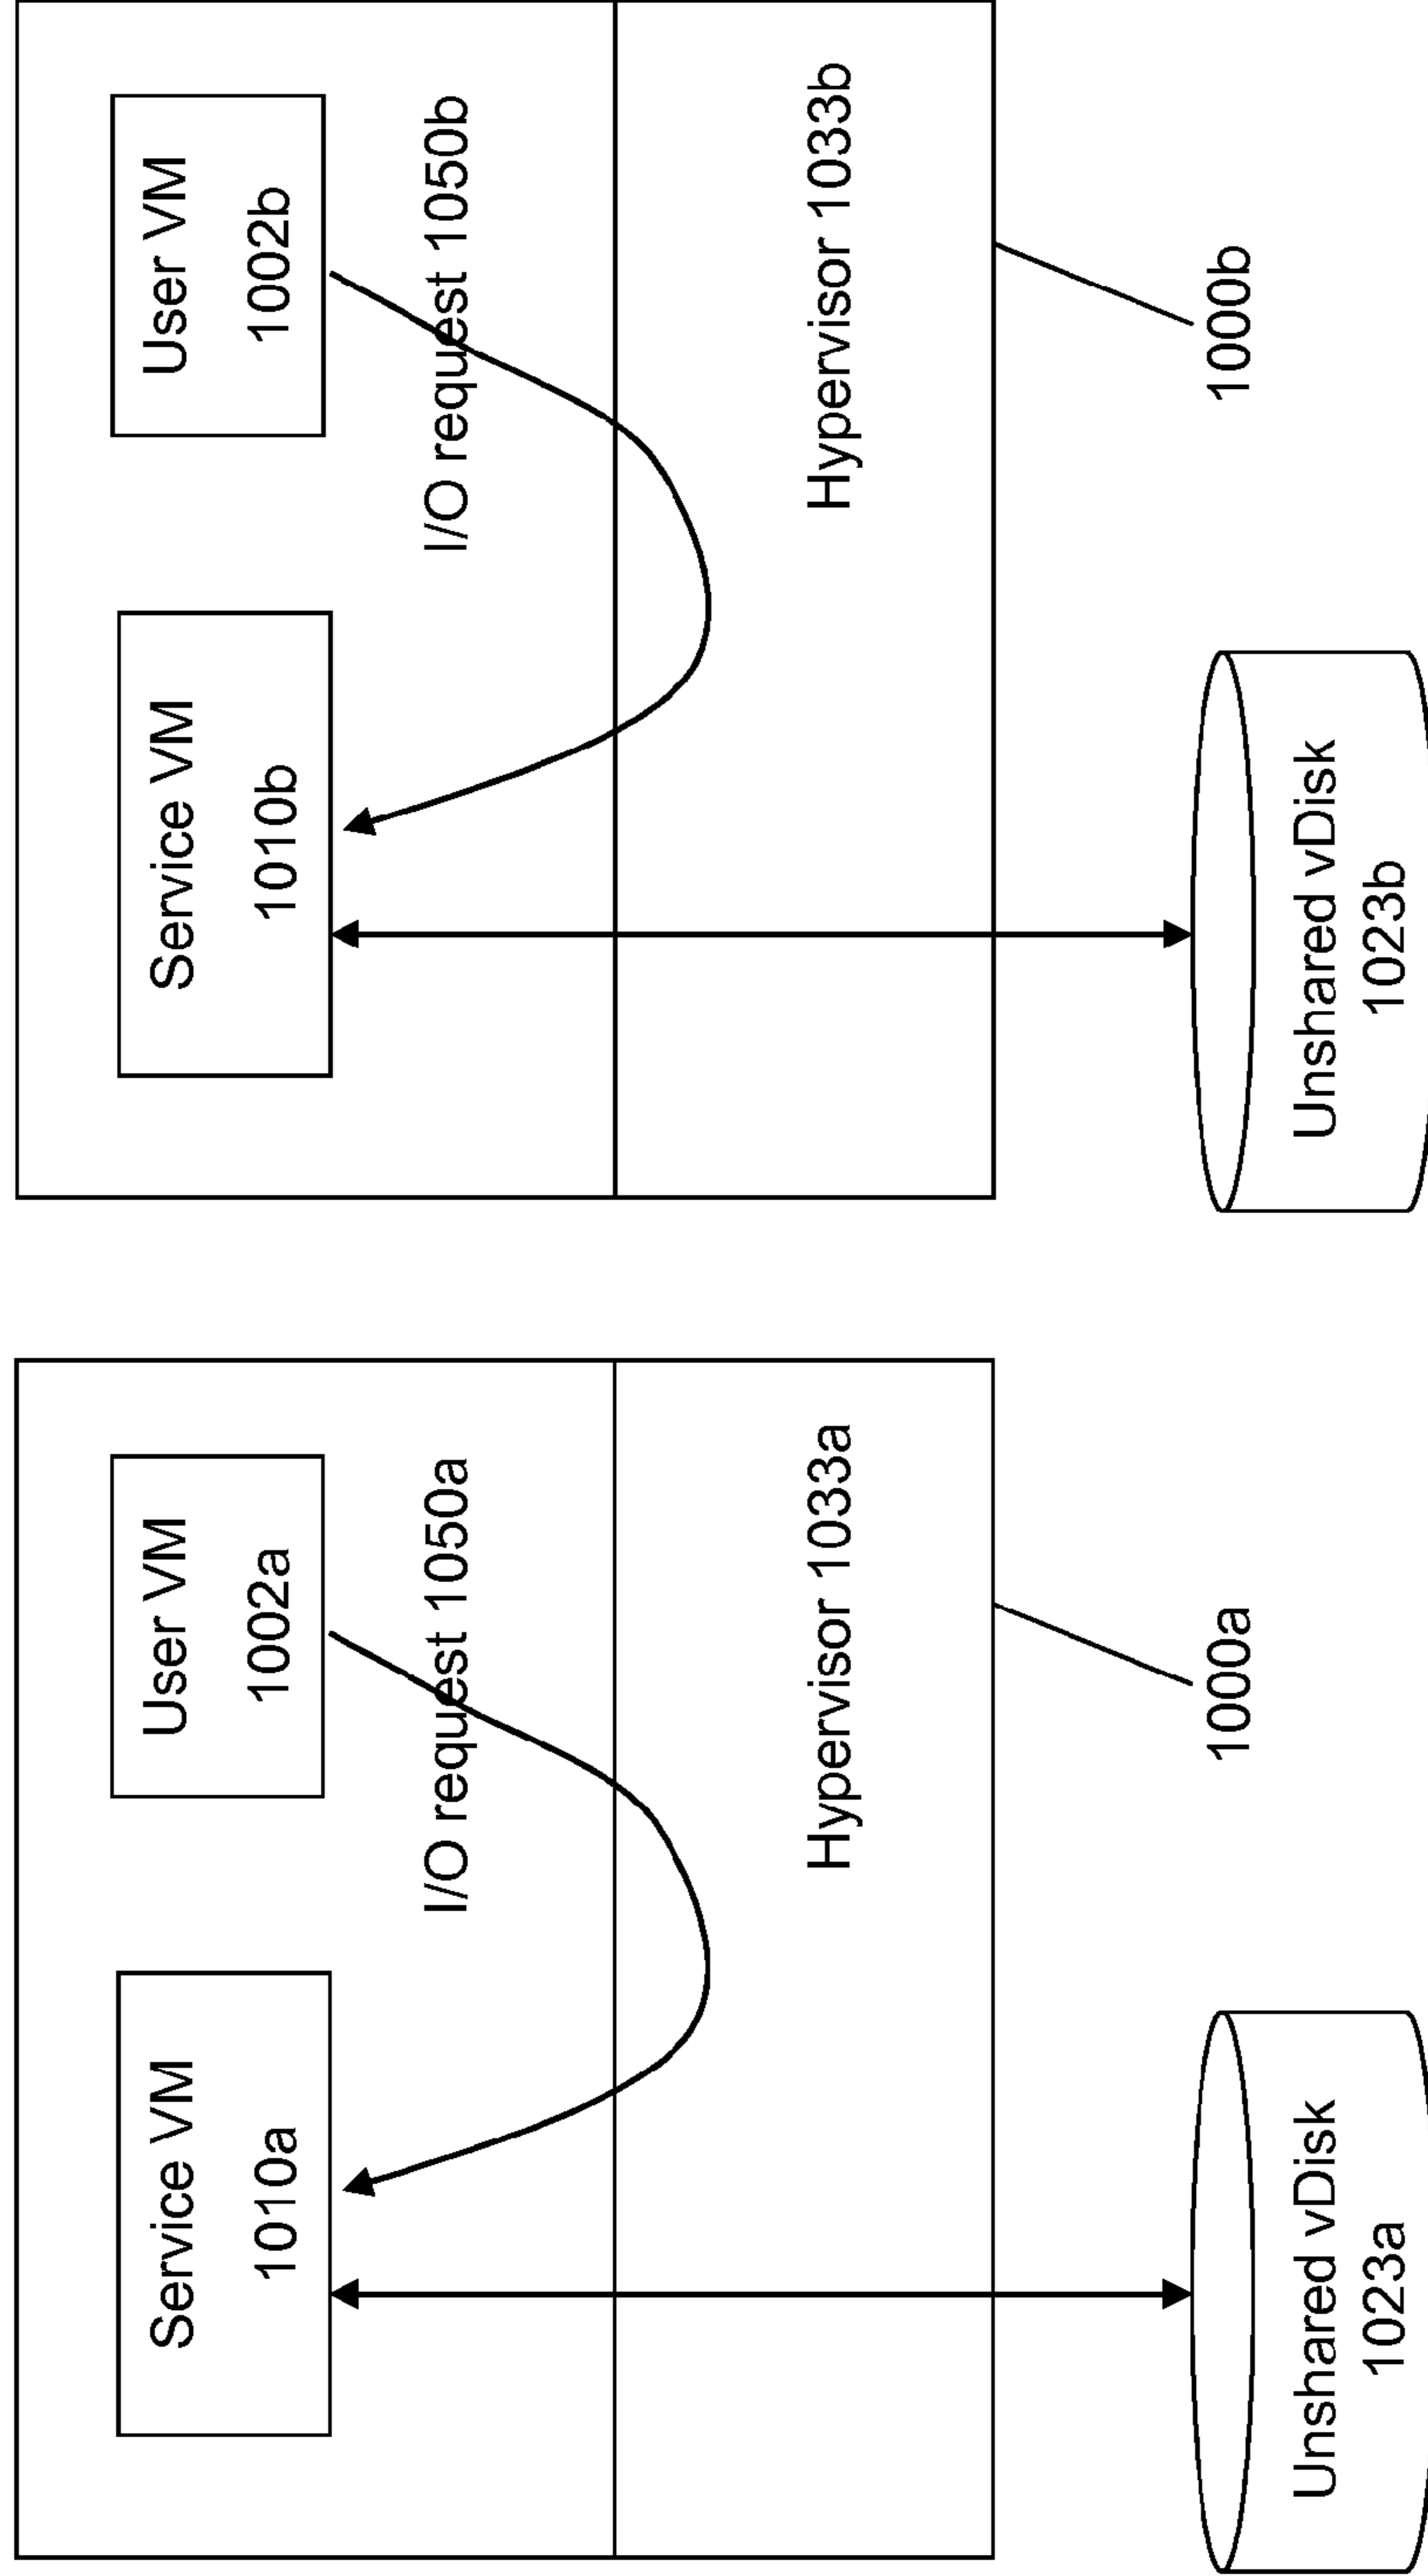 Service VM
1010a
User VM
1002a
I/O request 1050a
Hypervisor 1033a
1000a
Unshared vDisk
1023a
Service VM
1010b
User VM
1002b
I/O request 1050b
Hypervisor 1033b
1000b
Unshared vDisk
1023b